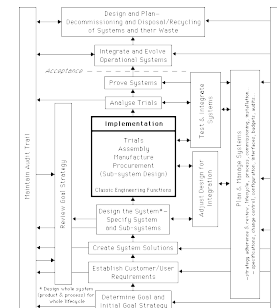 Design and Plan—
Decommissioning and Disposal/Recycling
of Systems and their Waste
Integrate and Evolve
Operational Systems
Acceptance
Prove Systems
Analyse Trials
Implementation
Trials
Assembly
Manufacture
Procurement
(Sub-system Design)
Classic Engineering Functions
Design the System*—
Specify System
and Sub-systems
Create System Solutions
Establish Customer/User
Requirements
Determine Goal and
Initial Goal Strategy
Maintain Audit Trail
Review Goal Strategy
* Design whole system
(product & process) for
whole lifecycle
Test & Integrate
Systems
Adjust Design for
Integration
Plan & Manage Systems